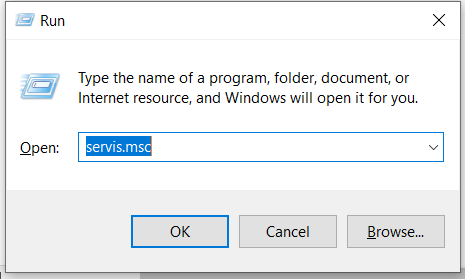 Run
Type the name of a program, folder, document, or
Internet resource, and Windows will open it for you.
Open: servis.msc
OK Cancel Browse...